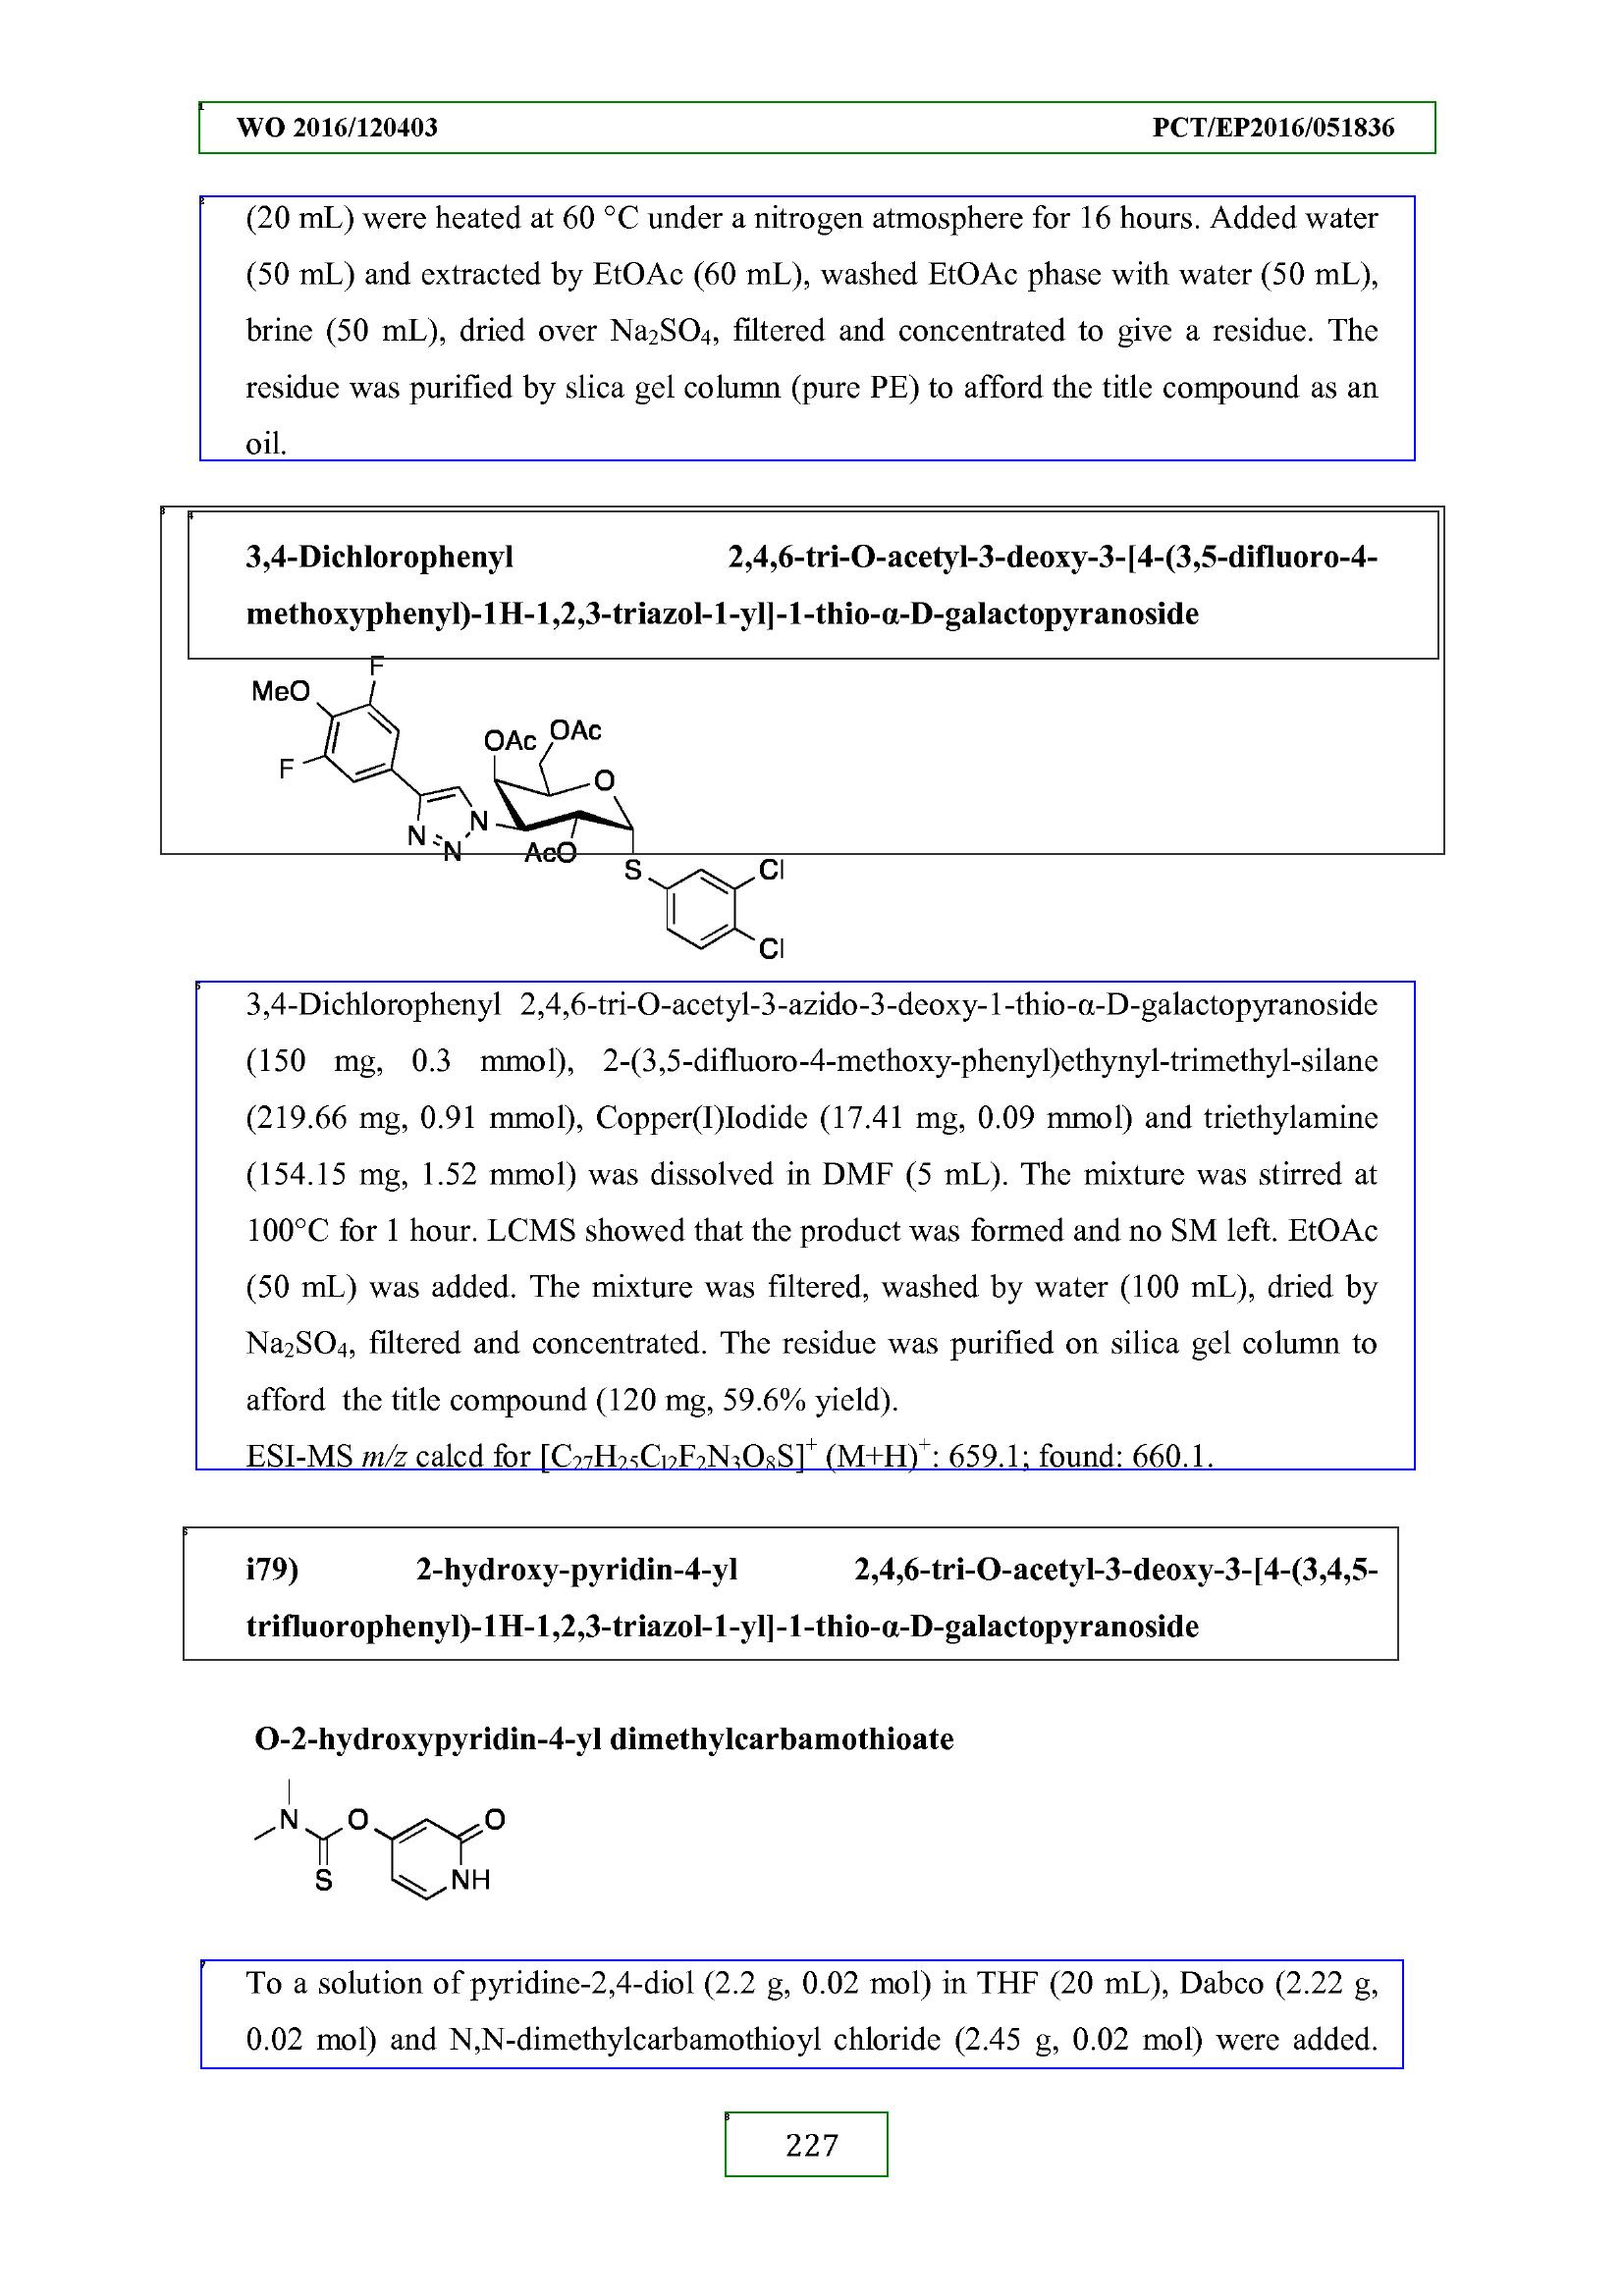 WO 2016/120403 PCT/EP2016/051836
(20 mL) were heated at 60 °C under a nitrogen atmosphere for 16 hours. Added water
(50 mL) and extracted by EtOAc (60 mL), washed EtOAc phase with water (50 mL),
brine (50 mL), dried over Na₂SO₄, filtered and concentrated to give a residue. The
residue was purified by slica gel column (pure PE) to afford the title compound as an
oil.
3,4-Dichlorophenyl 2,4,6-tri-O-acetyl-3-deoxy-3-[4-(3,5-difluoro-4-
methoxyphenyl)-1H-1,2,3-triazol-1-yl]-1-thio-α-D-galactopyranoside
F
MeO
OAc OAc
F O
N N N
AcO
S Cl
Cl
3,4-Dichlorophenyl 2,4,6-tri-O-acetyl-3-azido-3-deoxy-1-thio-α-D-galactopyranoside
(150 mg, 0.3 mmol), 2-(3,5-difluoro-4-methoxy-phenyl)ethynyl-trimethyl-silane
(219.66 mg, 0.91 mmol), Copper(I)Iodide (17.41 mg, 0.09 mmol) and triethylamine
(154.15 mg, 1.52 mmol) was dissolved in DMF (5 mL). The mixture was stirred at
100°C for 1 hour. LCMS showed that the product was formed and no SM left. EtOAc
(50 mL) was added. The mixture was filtered, washed by water (100 mL), dried by
Na₂SO₄, filtered and concentrated. The residue was purified on silica gel column to
afford the title compound (120 mg, 59.6% yield).
ESI-MS m/z calcd for [C₂₇H₂₅C₁₂F₂N₃O₈S]⁺ (M+H)⁺: 659.1; found: 660.1.
i79) 2-hydroxy-pyridin-4-yl 2,4,6-tri-O-acetyl-3-deoxy-3-[4-(3,4,5-
trifluorophenyl)-1H-1,2,3-triazol-1-yl]-1-thio-α-D-galactopyranoside
O-2-hydroxypyridin-4-yl dimethylcarbamothioate
N O O
S NH
To a solution of pyridine-2,4-diol (2.2 g, 0.02 mol) in THF (20 mL), Dabco (2.22 g,
0.02 mol) and N,N-dimethylcarbamothioyl chloride (2.45 g, 0.02 mol) were added.
227